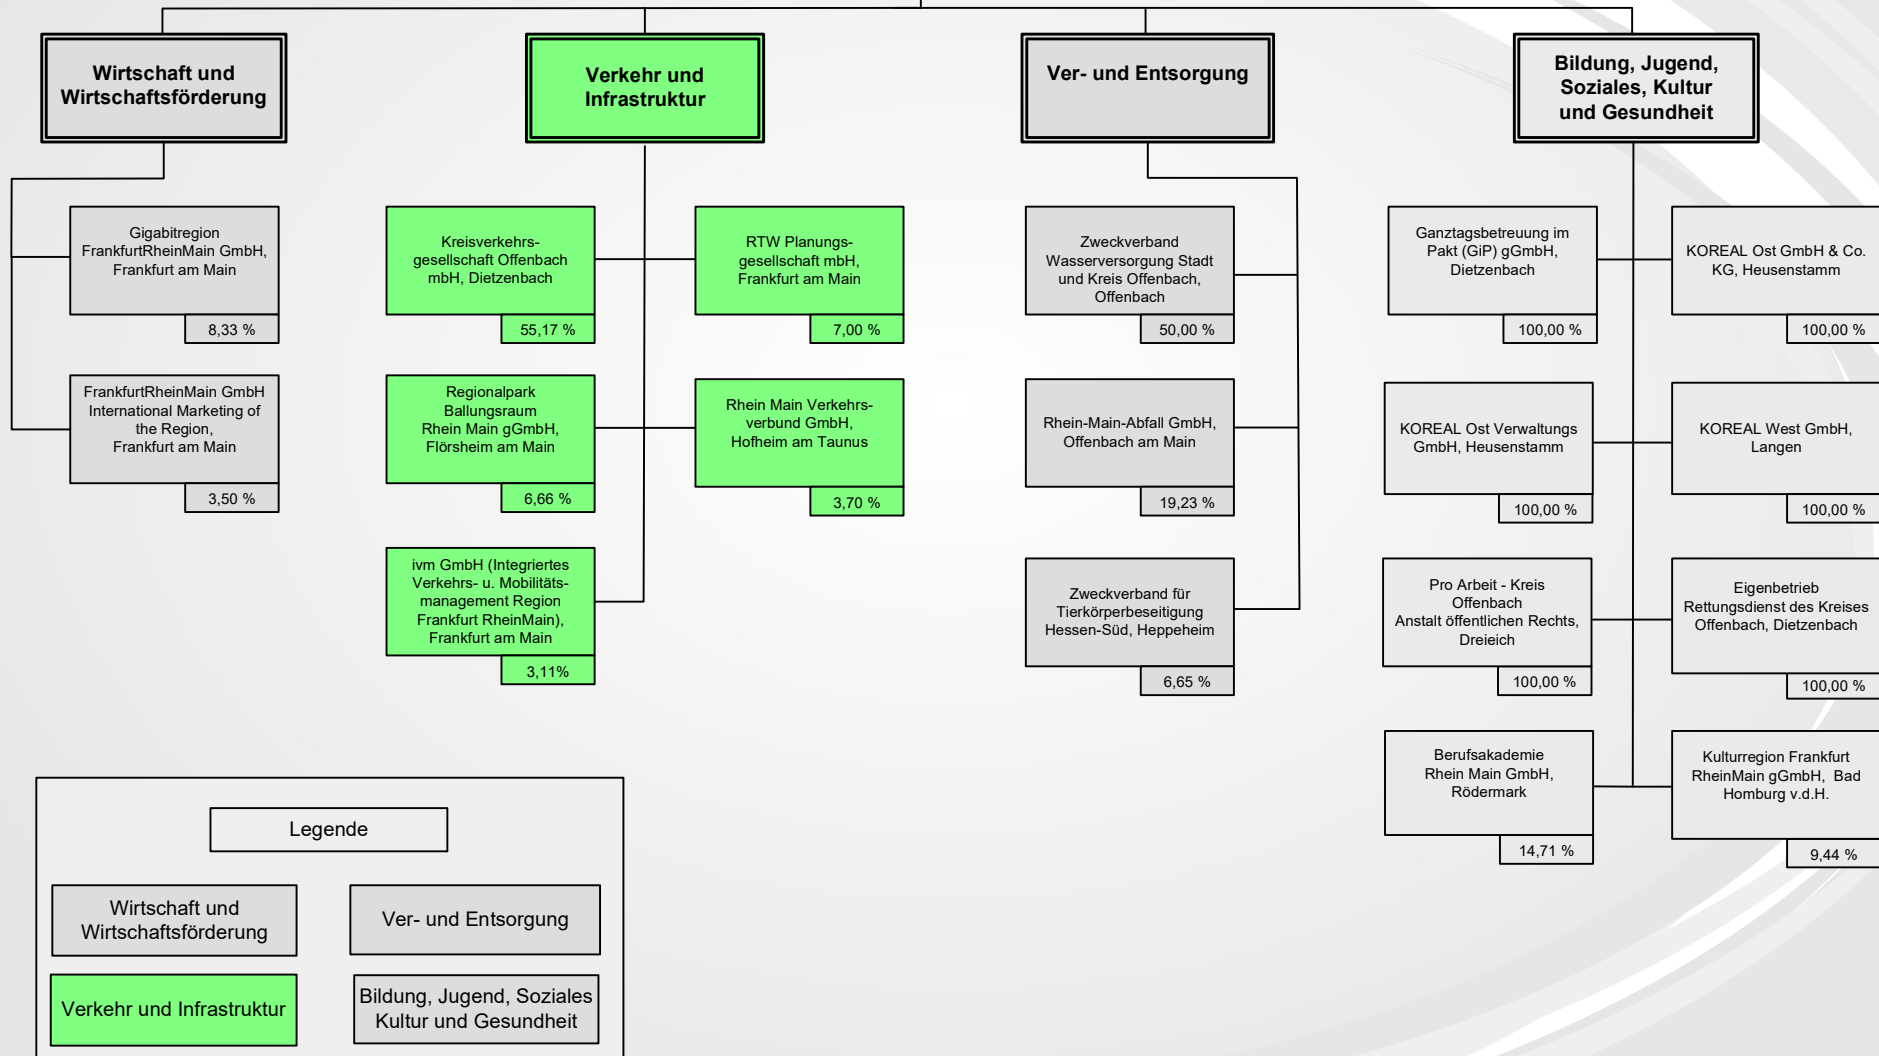 Wirtschaft und
Wirtschaftsförderung
Verkehr und
Infrastruktur
Ver- und Entsorgung
Bildung, Jugend,
Soziales, Kultur
und Gesundheit
Gigabitregion
FrankfurtRheinMain GmbH,
Frankfurt am Main
8,33 %
FrankfurtRheinMain GmbH
International Marketing of
the Region,
Frankfurt am Main
3,50 %
Kreisverkehrs-
gesellschaft Offenbach
mbH, Dietzenbach
55,17 %
RTW Planungs-
gesellschaft mbH,
Frankfurt am Main
7,00 %
Regionalpark
Ballungsraum
Rhein Main gGmbH,
Flörsheim am Main
6,66 %
Rhein Main Verkehrs-
verbund GmbH,
Hofheim am Taunus
3,70 %
ivm GmbH (Integriertes
Verkehrs- u. Mobilitäts-
management Region
Frankfurt RheinMain),
Frankfurt am Main
3,11%
Zweckverband
Wasserversorgung Stadt
und Kreis Offenbach,
Offenbach
50,00 %
Rhein-Main-Abfall GmbH,
Offenbach am Main
19,23 %
Zweckverband für
Tierkörperbeseitigung
Hessen-Süd, Heppeheim
6,65 %
Ganztagsbetreuung im
Pakt (GiP) gGmbH,
Dietzenbach
100,00 %
KOREAL Ost GmbH & Co.
KG, Heusenstamm
100,00 %
KOREAL Ost Verwaltungs
GmbH, Heusenstamm
100,00 %
KOREAL West GmbH,
Langen
100,00 %
Pro Arbeit - Kreis
Offenbach
Anstalt öffentlichen Rechts,
Dreieich
100,00 %
Eigenbetrieb
Rettungsdienst des Kreises
Offenbach, Dietzenbach
100,00 %
Berufsakademie
Rhein Main GmbH,
Rödermark
14,71 %
Kulturregion Frankfurt
RheinMain gGmbH, Bad
Homburg v.d.H.
9,44 %
Legende
Wirtschaft und
Wirtschaftsförderung
Ver- und Entsorgung
Verkehr und Infrastruktur
Bildung, Jugend, Soziales
Kultur und Gesundheit